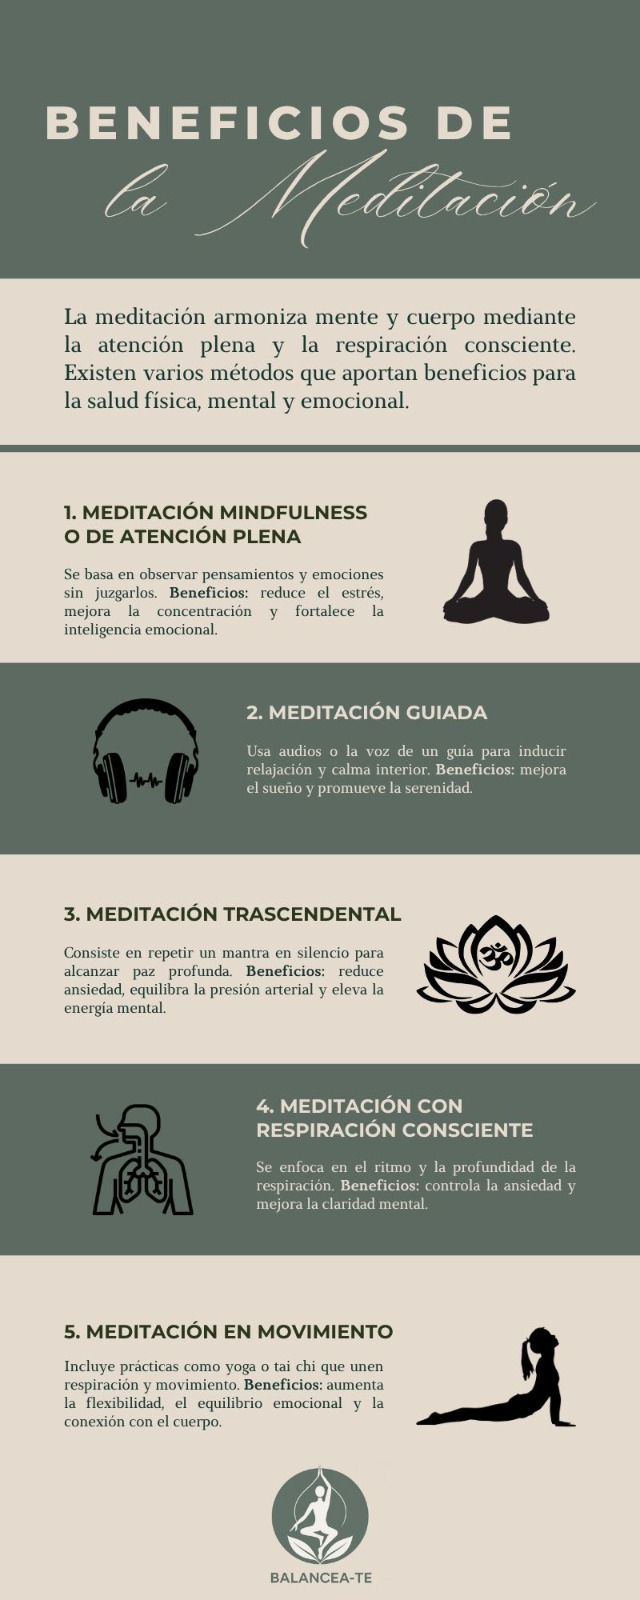 BENEFICIOS DE
la Meditación
La meditación armoniza mente y cuerpo mediante
la atención plena y la respiración consciente.
Existen varios métodos que aportan beneficios para
la salud física, mental y emocional.
1. MEDITACIÓN MINDFULNESS
O DE ATENCIÓN PLENA
Se basa en observar pensamientos y emociones
sin juzgarlos. Beneficios: reduce el estrés,
mejora la concentración y fortalece la
inteligencia emocional.
2. MEDITACIÓN GUIADA
Usa audios o la voz de un guía para inducir
relajación y calma interior. Beneficios: mejora
el sueño y promueve la serenidad.
3. MEDITACIÓN TRASCENDENTAL
Consiste en repetir un mantra en silencio para
alcanzar paz profunda. Beneficios: reduce
ansiedad, equilibra la presión arterial y eleva la
energía mental.
ॐ
4. MEDITACIÓN CON
RESPIRACIÓN CONSCIENTE
Se enfoca en el ritmo y la profundidad de la
respiración. Beneficios: controla la ansiedad y
mejora la claridad mental.
5. MEDITACIÓN EN MOVIMIENTO
Incluye prácticas como yoga o tai chi que unen
respiración y movimiento. Beneficios: aumenta
la flexibilidad, el equilibrio emocional y la
conexión con el cuerpo.
BALANCEA-TE